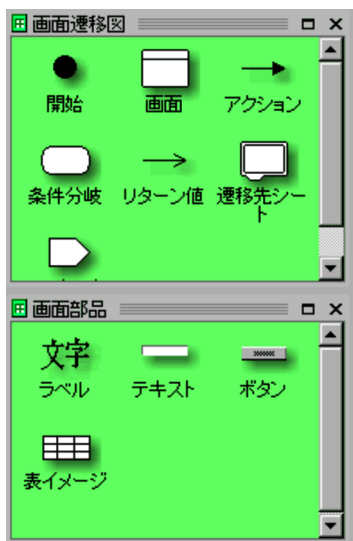 画面遷移図
開始
画面
アクション
条件分岐
リターン値
遷移先シー
ト
画面部品
文字
ラベル
テキスト
ボタン
表イメージ